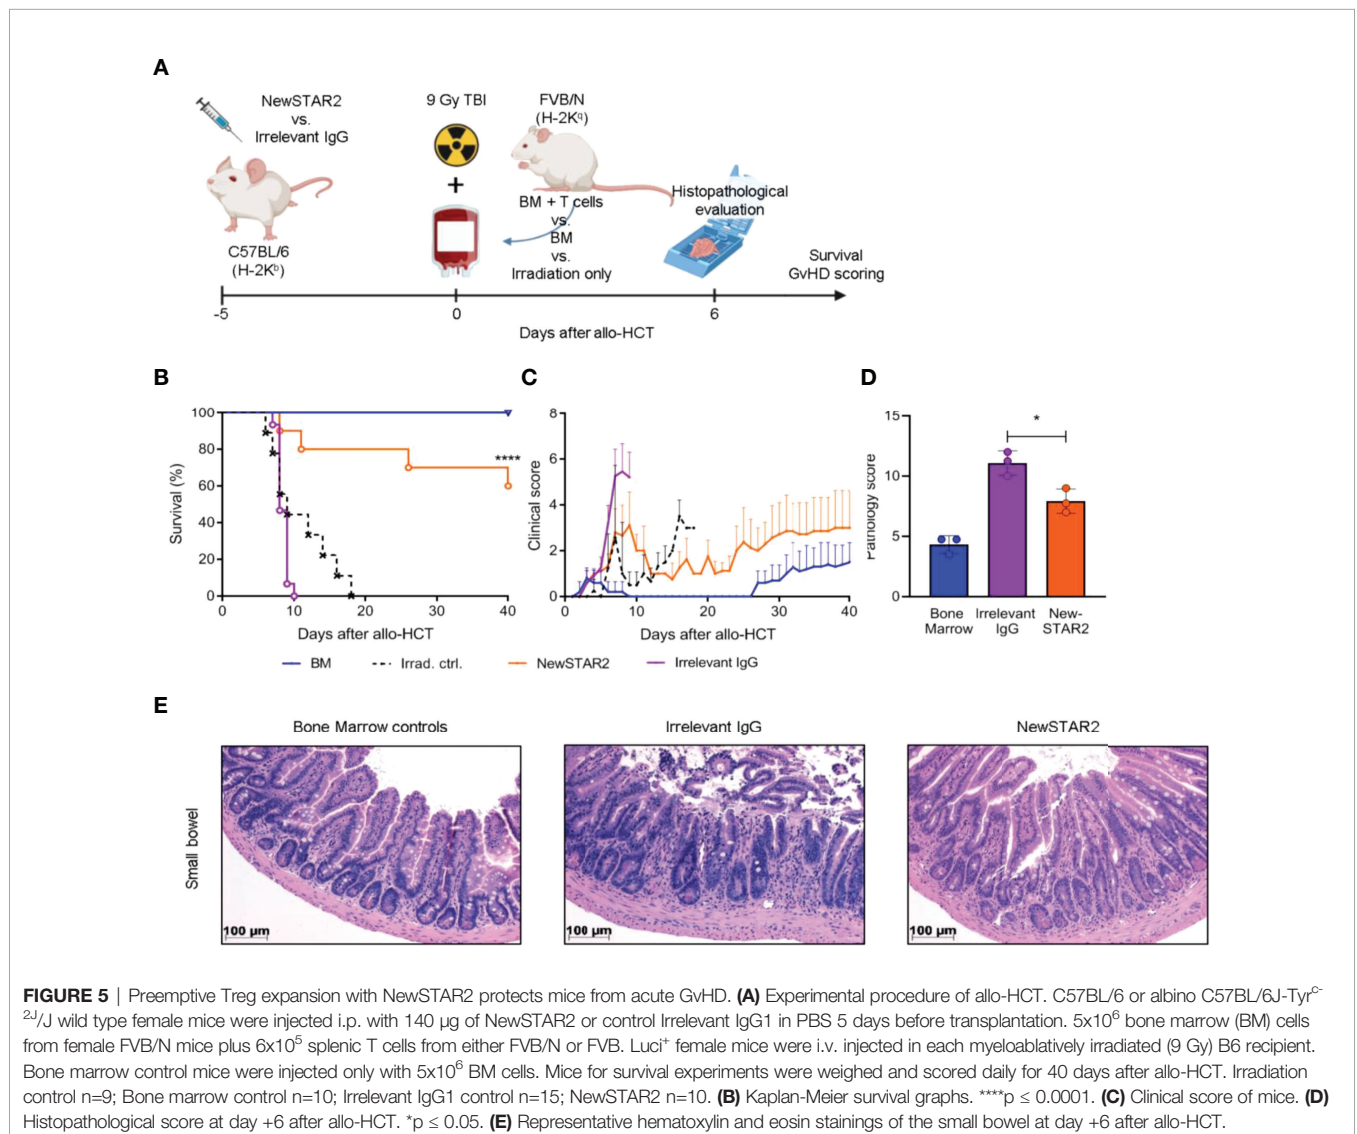 A
NewSTAR2
vs.
Irrelevant IgG
C57BL/6
(H-2Kᵇ)
9 Gy TBI
+
FVB/N
(H-2K^q)
BM + T cells
vs.
BM
vs.
Irradiation only
Histopathological
evaluation
Survival
GvHD scoring
-5
0
6
Days after allo-HCT
B
Survival (%)
100
80
60
40
20
0
****
0
10
20
30
40
Days after allo-HCT
C
Clinical score
8
6
4
2
0
0
10
20
30
40
Days after allo-HCT
BM
Irrad. ctrl.
NewSTAR2
Irrelevant IgG
D
Pathology score
15
10
5
0
*
Bone
Marrow
Irrelevant
IgG
New-
STAR2
E
Bone Marrow controls
Irrelevant IgG
NewSTAR2
Small bowel
100 µm
100 µm
100 µm
FIGURE 5 | Preemptive Treg expansion with NewSTAR2 protects mice from acute GvHD. (A) Experimental procedure of allo-HCT. C57BL/6 or albino C57BL/6J-Tyr^c-
2J/J wild type female mice were injected i.p. with 140 µg of NewSTAR2 or control Irrelevant IgG1 in PBS 5 days before transplantation. 5x10⁶ bone marrow (BM) cells
from female FVB/N mice plus 6x10⁵ splenic T cells from either FVB/N or FVB. Luci⁺ female mice were i.v. injected in each myeloablatively irradiated (9 Gy) B6 recipient.
Bone marrow control mice were injected only with 5x10⁶ BM cells. Mice for survival experiments were weighed and scored daily for 40 days after allo-HCT. Irradiation
control n=9; Bone marrow control n=10; Irrelevant IgG1 control n=15; NewSTAR2 n=10. (B) Kaplan-Meier survival graphs. ****p ≤ 0.0001. (C) Clinical score of mice. (D)
Histopathological score at day +6 after allo-HCT. *p ≤ 0.05. (E) Representative hematoxylin and eosin stainings of the small bowel at day +6 after allo-HCT.